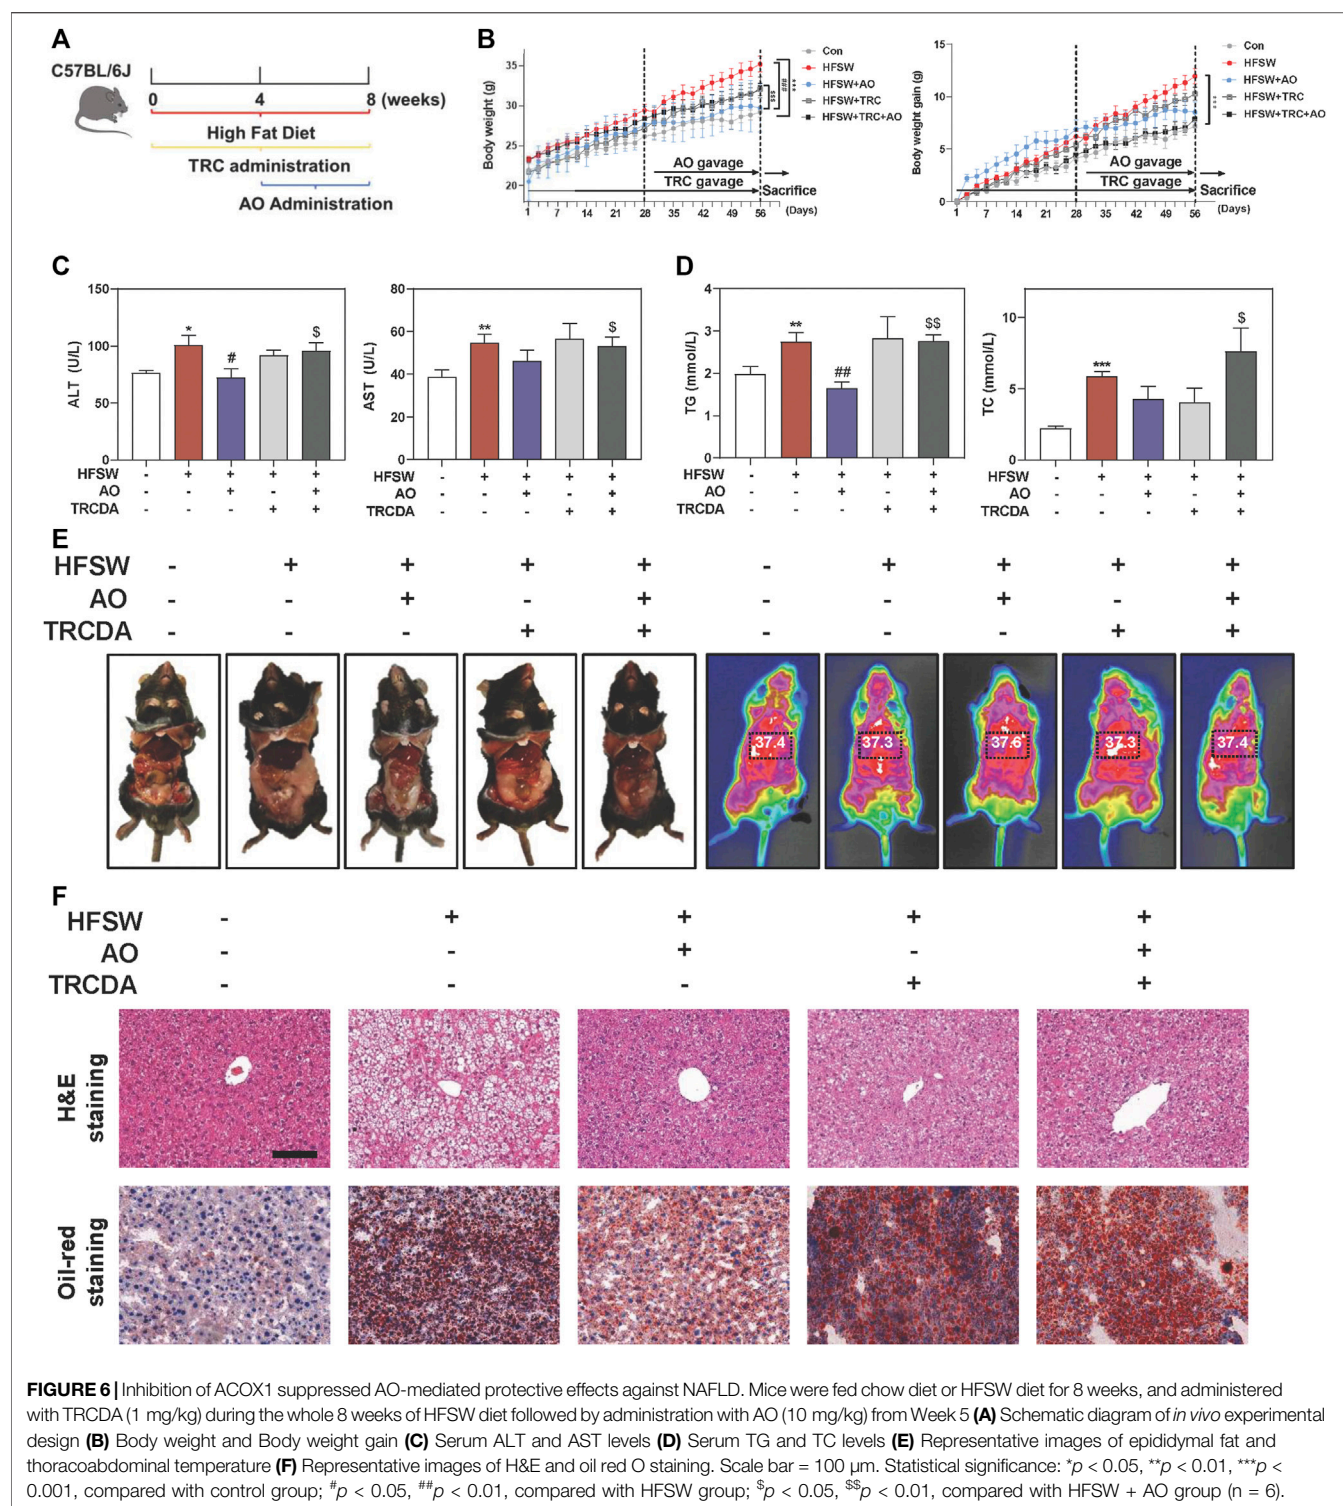 A
C57BL/6J
0 4 8 (weeks)
High Fat Diet
TRC administration
AO Administration
B
Body weight (g)
35
30
25
20
1 7 14 21 28 35 42 49 56 (Days)
AO gavage
TRC gavage
Sacrifice
Con
HFSW
HFSW+AO
HFSW+TRC
HFSW+TRC+AO
$$$
###
***
Body weight gain (g)
15
10
5
0
1 7 14 21 28 35 42 49 56 (Days)
AO gavage
TRC gavage
Sacrifice
Con
HFSW
HFSW+AO
HFSW+TRC
HFSW+TRC+AO
C
ALT (U/L)
150
100
50
0
* # $
HFSW - + + + +
AO - - + - +
TRCDA - - - + +
AST (U/L)
80
60
40
20
0
** $
HFSW - + + + +
AO - - + - +
TRCDA - - - + +
D
TG (mmol/L)
4
3
2
1
0
** ## $$
HFSW - + + + +
AO - - + - +
TRCDA - - - + +
TC (mmol/L)
10
5
0
*** $
HFSW - + + + +
AO - - + - +
TRCDA - - - + +
E
HFSW - + + + + - + + + +
AO - - + - + - - + - +
TRCDA - - - + + - - - + +
37.4 37.3 37.6 37.3 37.4
F
HFSW - + + + +
AO - - + - +
TRCDA - - - + +
H&E
staining
Oil-red
staining
FIGURE 6 | Inhibition of ACOX1 suppressed AO-mediated protective effects against NAFLD. Mice were fed chow diet or HFSW diet for 8 weeks, and administered
with TRCDA (1 mg/kg) during the whole 8 weeks of HFSW diet followed by administration with AO (10 mg/kg) from Week 5 (A) Schematic diagram of in vivo experimental
design (B) Body weight and Body weight gain (C) Serum ALT and AST levels (D) Serum TG and TC levels (E) Representative images of epididymal fat and
thoracoabdominal temperature (F) Representative images of H&E and oil red O staining. Scale bar = 100 μm. Statistical significance: *p < 0.05, **p < 0.01, ***p <
0.001, compared with control group; #p < 0.05, ##p < 0.01, compared with HFSW group; $p < 0.05, $$p < 0.01, compared with HFSW + AO group (n = 6).